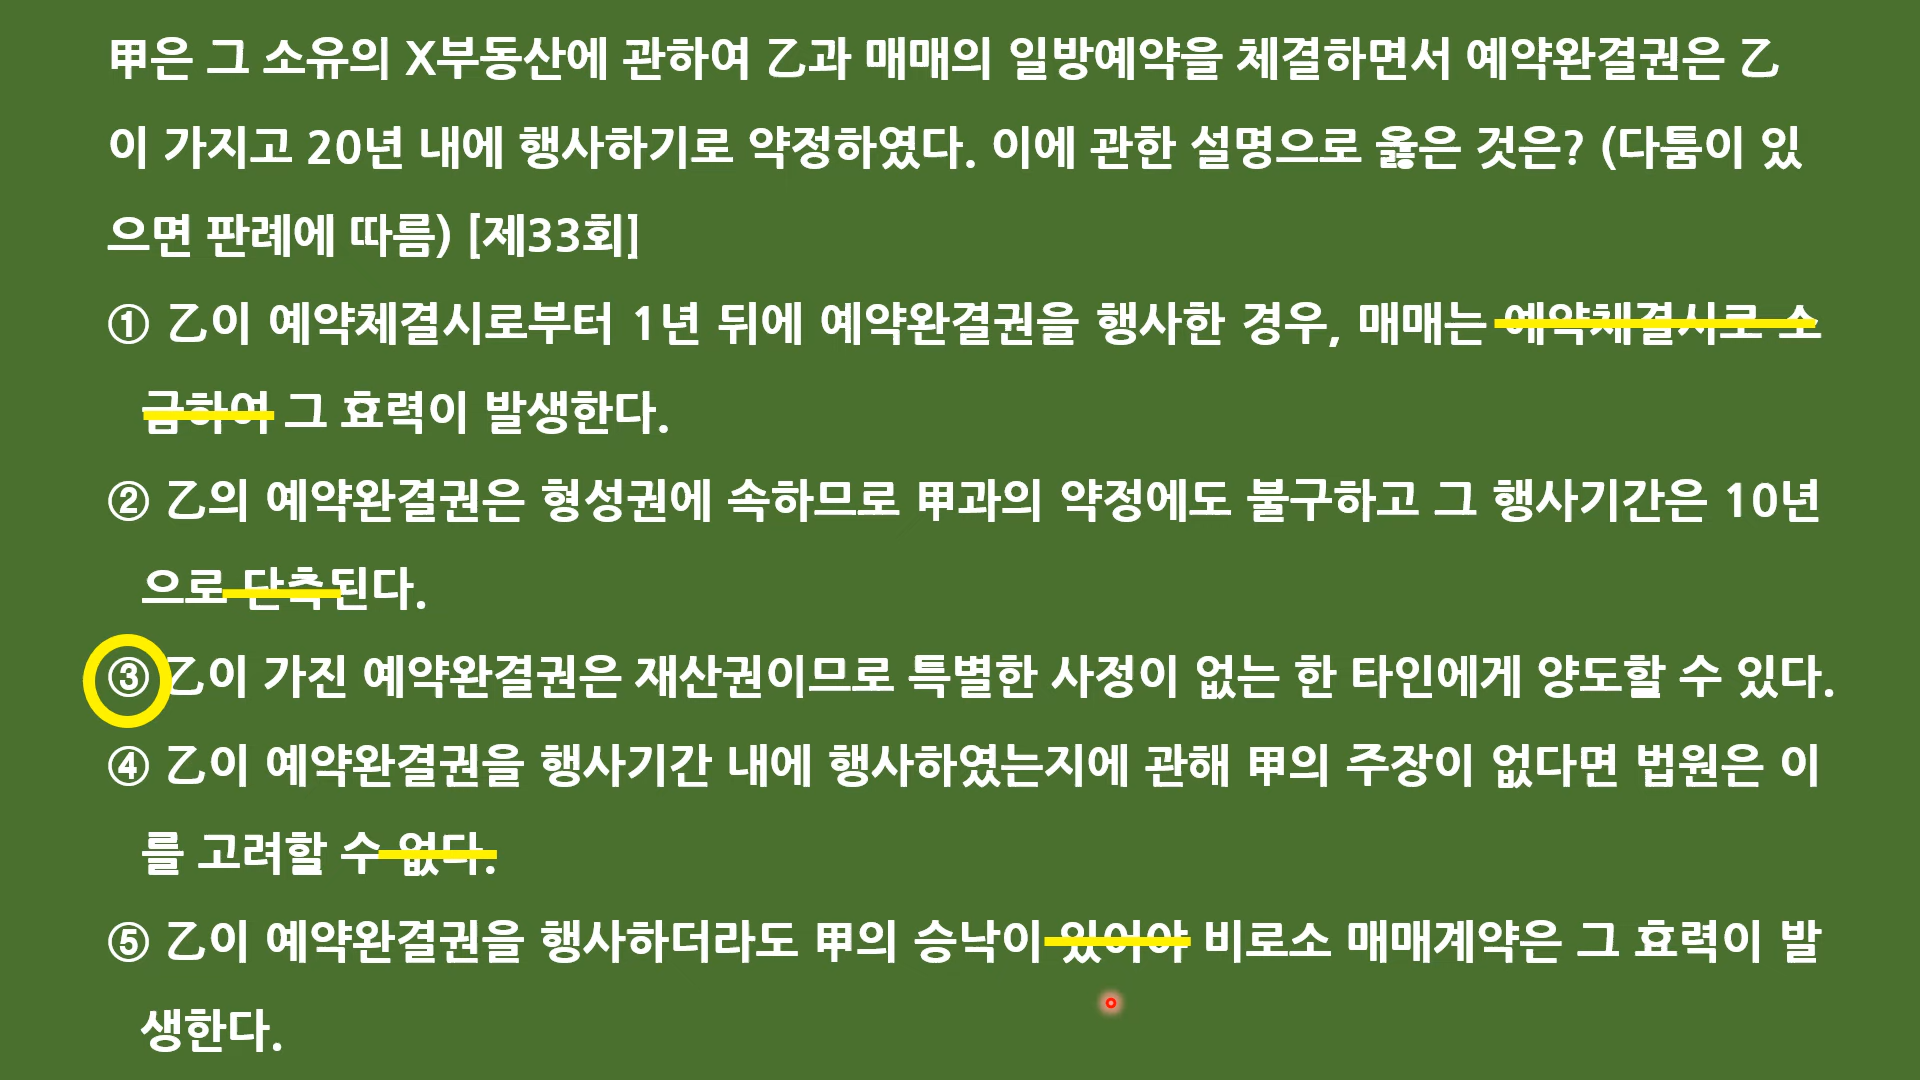 甲은 그 소유의 X부동산에 관하여 乙과 매매의 일방예약을 체결하면서 예약완결권은 乙
이 가지고 20년 내에 행사하기로 약정하였다. 이에 관한 설명으로 옳은 것은? (다툼이 있
으면 판례에 따름) [제33회]
① 乙이 예약체결시로부터 1년 뒤에 예약완결권을 행사한 경우, 매매는 예약체결시로 소
급하여 그 효력이 발생한다.
② 乙의 예약완결권은 형성권에 속하므로 甲과의 약정에도 불구하고 그 행사기간은 10년
으로 단축된다.
③ 乙이 가진 예약완결권은 재산권이므로 특별한 사정이 없는 한 타인에게 양도할 수 있다.
④ 乙이 예약완결권을 행사기간 내에 행사하였는지에 관해 甲의 주장이 없다면 법원은 이
를 고려할 수 없다.
⑤ 乙이 예약완결권을 행사하더라도 甲의 승낙이 있어야 비로소 매매계약은 그 효력이 발
생한다.